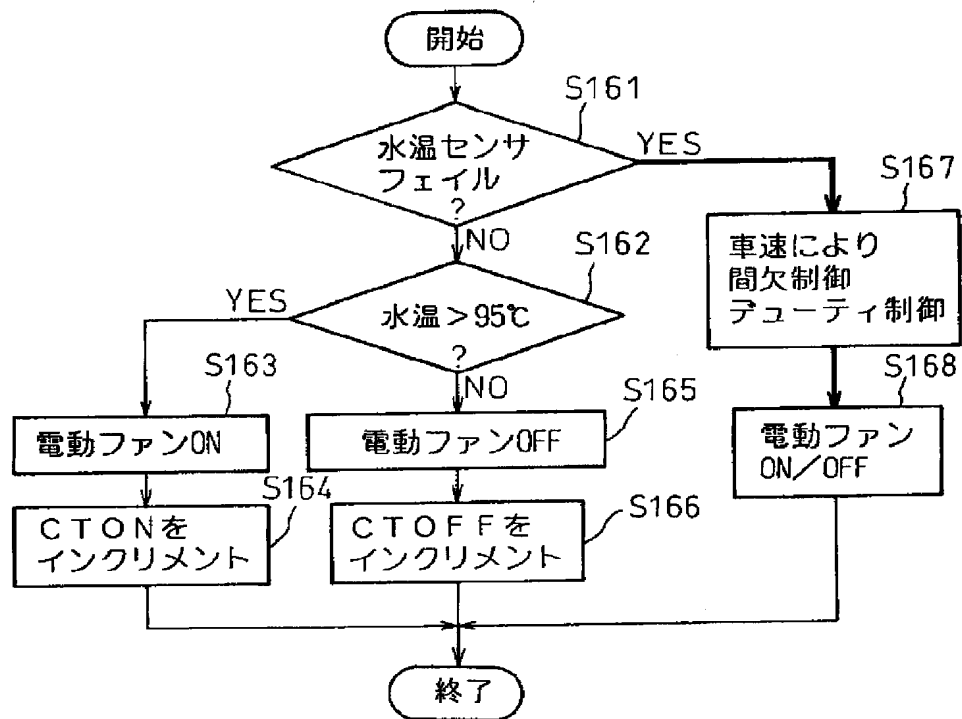 開始
S161
水温センサ
フェイル
?
YES
NO
S167
車速により
間欠制御
デューティ制御
S162
水温>95℃
?
YES
NO
S168
電動ファン
ON/OFF
S163
電動ファンON
S165
電動ファンOFF
S164
CTONを
インクリメント
S166
CTOFFを
インクリメント
終了